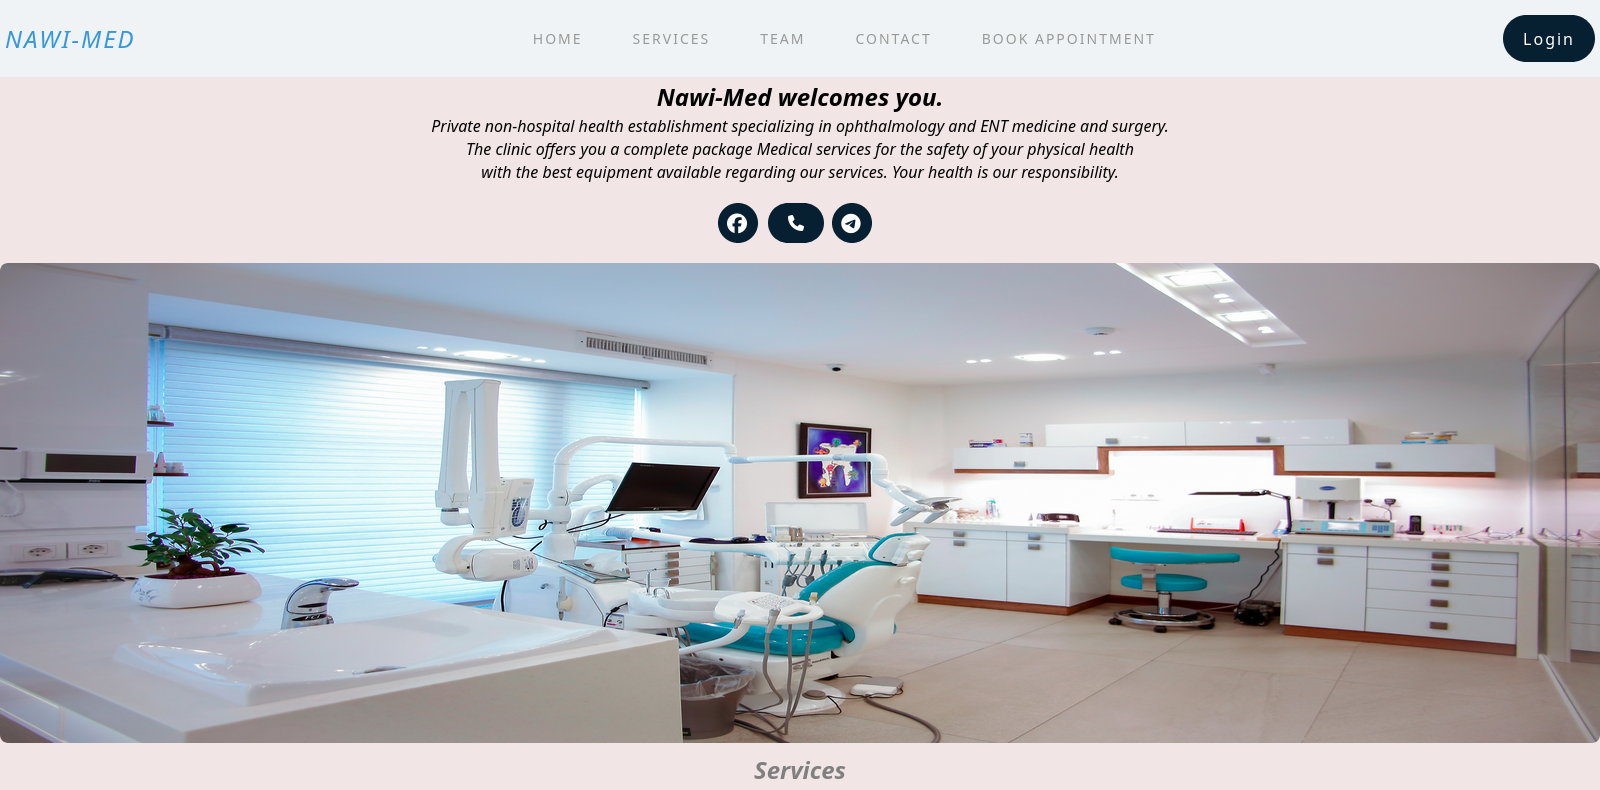 NAWI-MED
HOME
SERVICES
TEAM
CONTACT
BOOK APPOINTMENT
Login
Nawi-Med welcomes you.
Private non-hospital health establishment specializing in ophthalmology and ENT medicine and surgery.
The clinic offers you a complete package Medical services for the safety of your physical health
with the best equipment available regarding our services. Your health is our responsibility.
Services